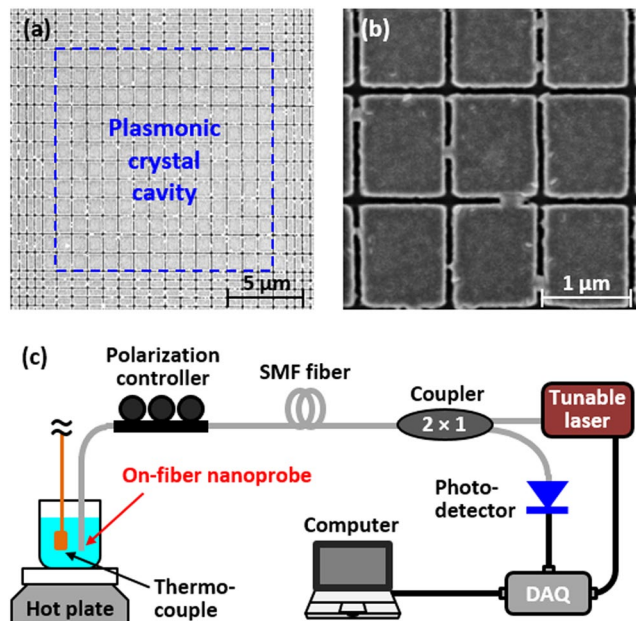 (a)
Plasmonic
crystal
cavity
5 μm
(b)
1 μm
(c)
Polarization
controller
SMF fiber
Coupler
2 × 1
Tunable
laser
On-fiber nanoprobe
Photo-
detector
Computer
Thermo-
couple
Hot plate
DAQ